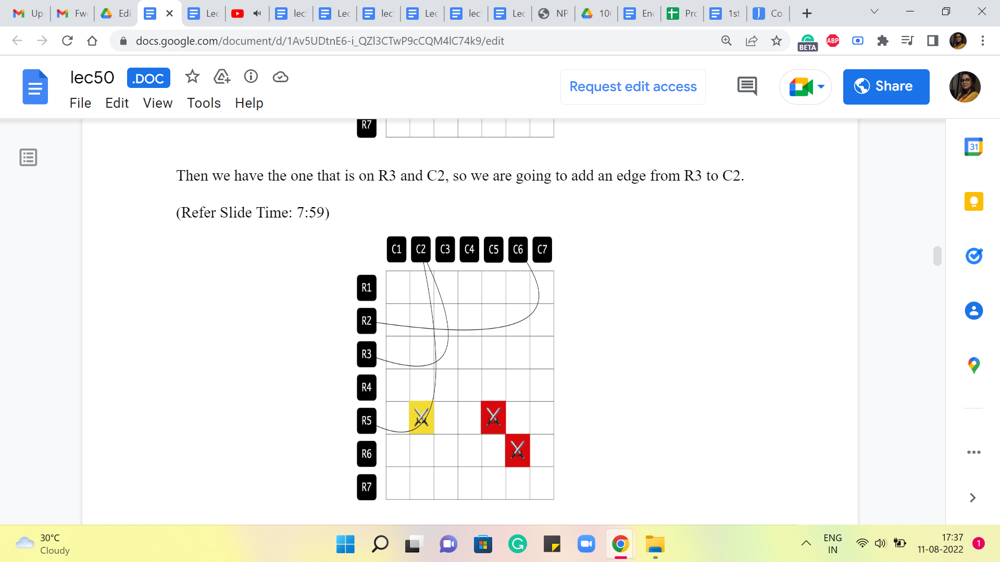 Up
Fwd
Edi
Lec
lec
Lec
lec
Lec
lec
Lec
NP
10
Enc
Pro
1st
Co
docs.google.com/document/d/1Av5UDtnE6-i_QZl3CTwP9cCQM4lC74k9/edit
BETA
ABP
lec50 .DOC
Request edit access
Share
File Edit View Tools Help
31
R7
Then we have the one that is on R3 and C2, so we are going to add an edge from R3 to C2.
(Refer Slide Time: 7:59)
C1 C2 C3 C4 C5 C6 C7
R1
R2
R3
R4
R5
R6
R7
30°C
Cloudy
ENG
IN
17:37
11-08-2022
1